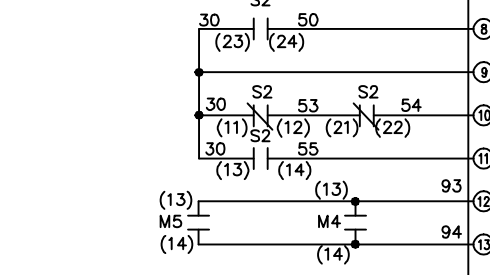 S2
30 50 8
(23) (24)
9
S2 S2
30 53 54 10
(11) (12) (21) (22)
S2
30 55 11
(13) (14)
(13) (13) 93 12
M5 M4
(14) (14) 94 13